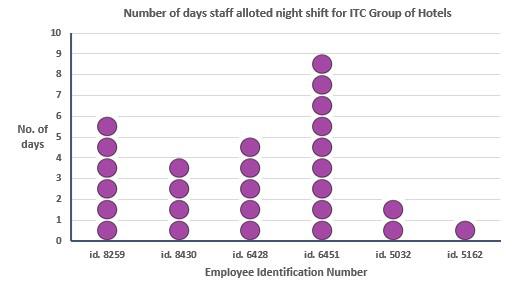 Number of days staff alloted night shift for ITC Group of Hotels
10
9
8
7
6
5
4
3
2
1
0
No. of
days
id. 8259 id. 8430 id. 6428 id. 6451 id. 5032 id. 5162
Employee Identification Number